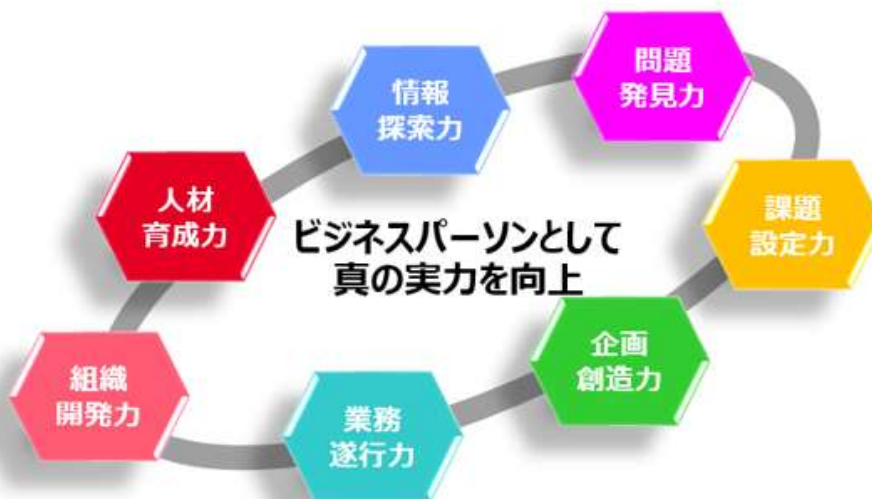 情報
探索力
問題
発見力
課題
設定力
企画
創造力
業務
遂行力
組織
開発力
人材
育成力
ビジネスパーソンとして
真の実力を向上